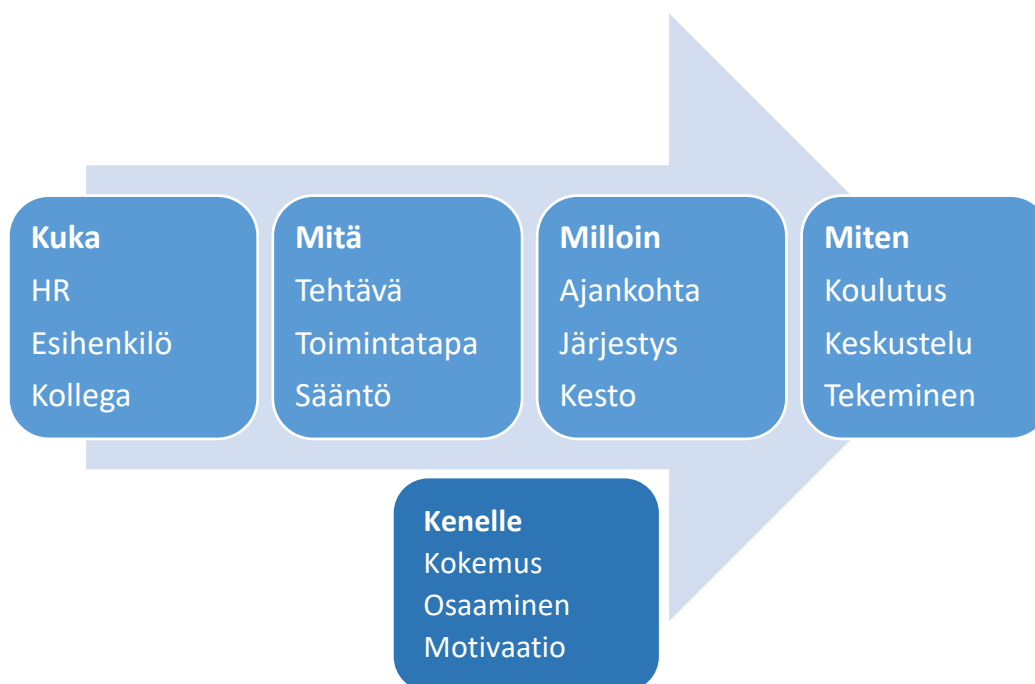 Kuka
HR
Esihenkilö
Kollega
Mitä
Tehtävä
Toimintatapa
Sääntö
Milloin
Ajankohta
Järjestys
Kesto
Miten
Koulutus
Keskustelu
Tekeminen
Kenelle
Kokemus
Osaaminen
Motivaatio